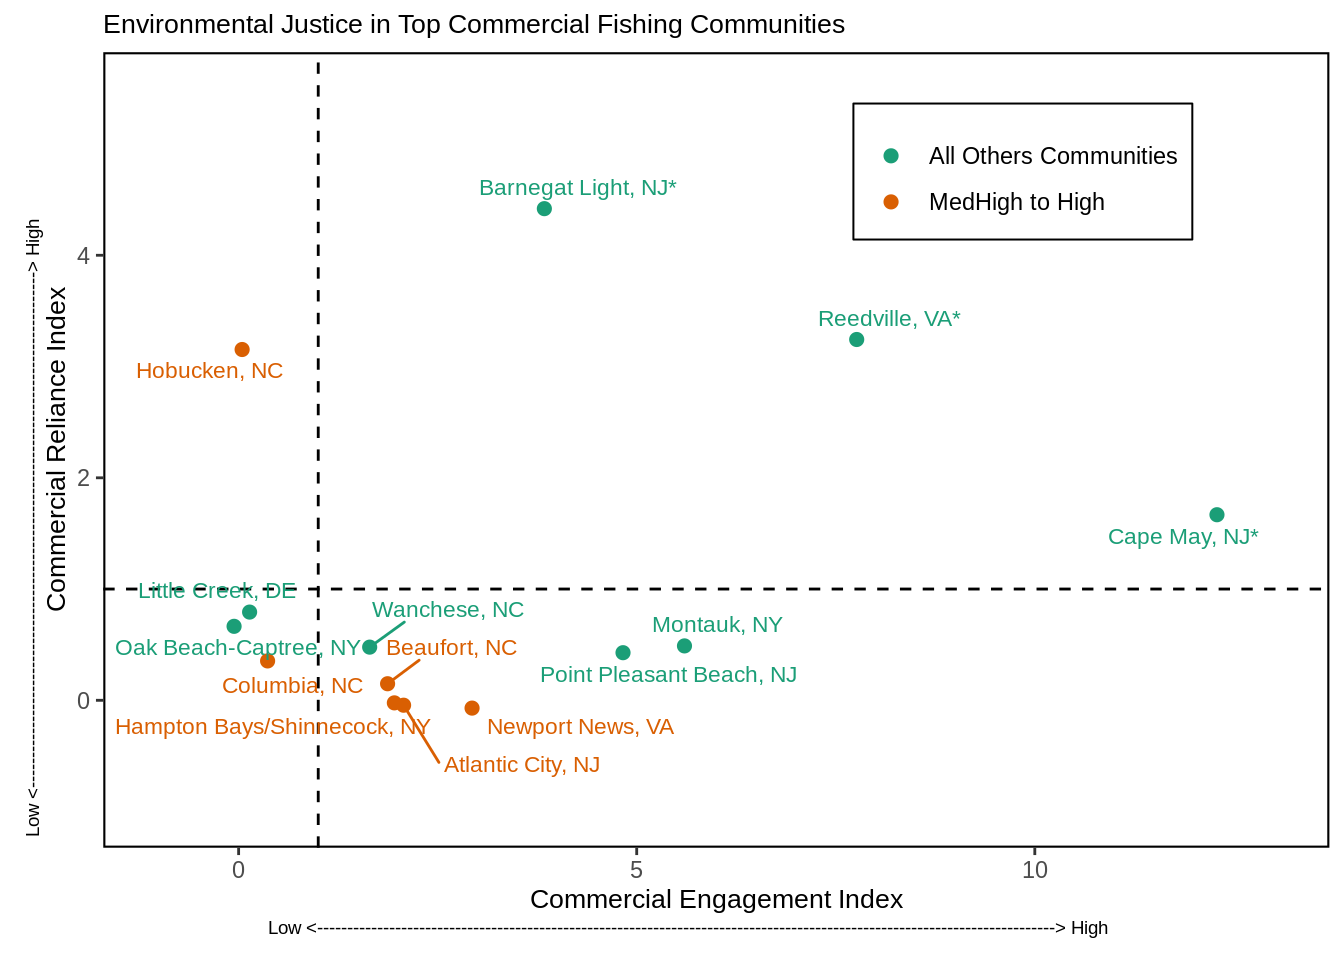 Environmental Justice in Top Commercial Fishing Communities
All Others Communities
MedHigh to High
Barnegat Light, NJ*
Reedville, VA*
Hobucken, NC
Cape May, NJ*
Little Creek, DE
Wanchese, NC
Montauk, NY
Oak Beach-Captree, NY
Beaufort, NC
Point Pleasant Beach, NJ
Columbia, NC
Hampton Bays/Shinnecock, NY
Newport News, VA
Atlantic City, NJ
4
2
0
Commercial Reliance Index
Low <----------------------------------------------------------------------------------> High
0
5
10
Commercial Engagement Index
Low <---------------------------------------------------------------------------------------------------------------------------> High